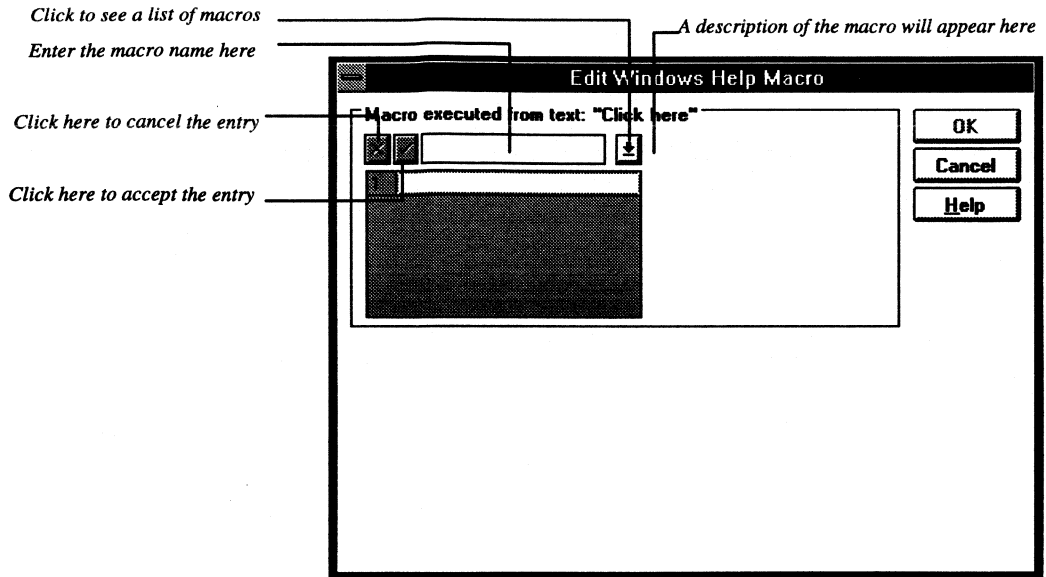 Click to see a list of macros
A description of the macro will appear here
Enter the macro name here
Edit Windows Help Macro
Macro executed from text: "Click here"
Click here to cancel the entry
OK
Cancel
Click here to accept the entry
1
Help